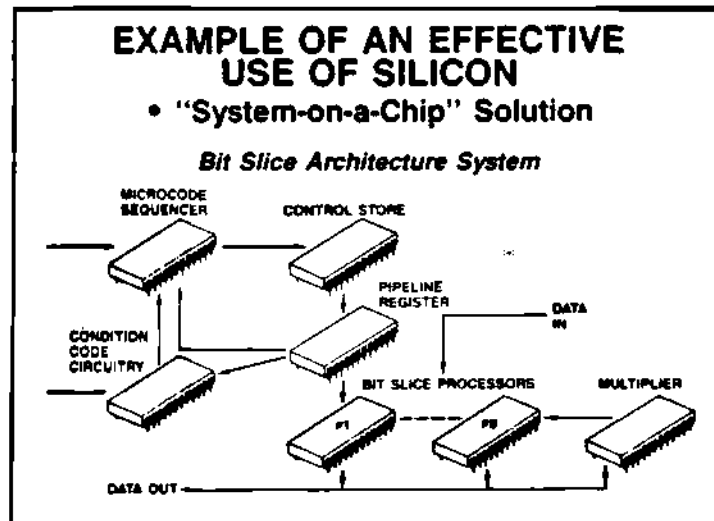 EXAMPLE OF AN EFFECTIVE
USE OF SILICON
• "System-on-a-Chip" Solution
Bit Slice Architecture System
MICROCODE
SEQUENCER
CONTROL STORE
PIPELINE
REGISTER
DATA
IN
CONDITION
CODE
CIRCUITRY
BIT SLICE PROCESSORS
MULTIPLIER
P1
DATA OUT